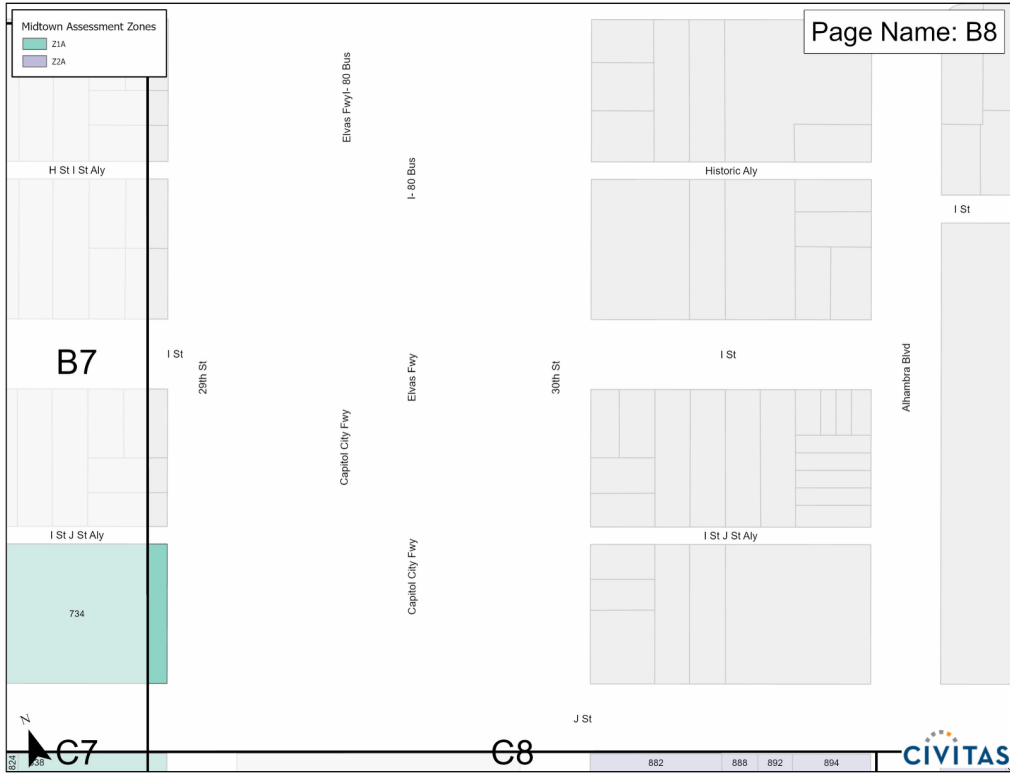 Midtown Assessment Zones
Z1A
Z2A
Page Name: B8
Elvas FwyI- 80 Bus
I- 80 Bus
H St I St Aly
Historic Aly
I St
B7
I St
29th St
Elvas Fwy
30th St
I St
Alhambra Blvd
Capitol City Fwy
I St J St Aly
I St J St Aly
Capitol City Fwy
734
N
J St
824
C7
C8
882
888
892
894
CIVITAS